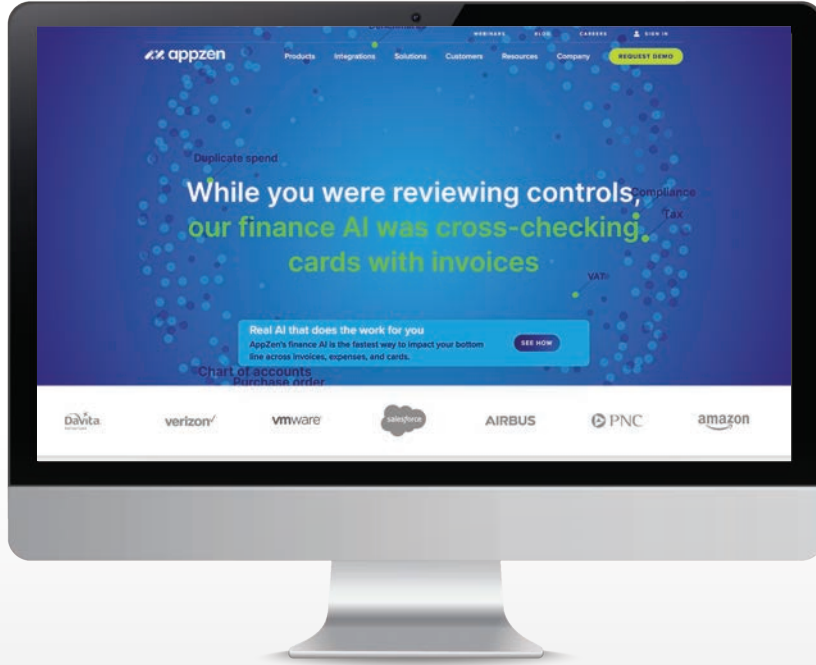 WEBINARS BLOG CAREERS SIGN IN
appzen Products Integrations Solutions Customers Resources Company REQUEST DEMO
Duplicate spend
Compliance
Tax
While you were reviewing controls,
our finance AI was cross-checking
cards with invoices
VAT
Real AI that does the work for you
AppZen's finance AI is the fastest way to impact your bottom
line across invoices, expenses, and cards.
SEE HOW
Chart of accounts
Purchase order
DaVita
verizon
vmware
salesforce
AIRBUS
PNC
amazon